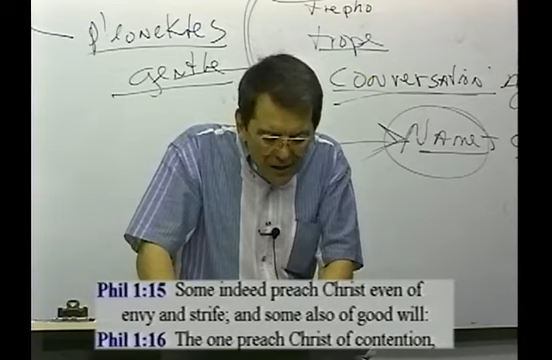 Trepho
P'lonektes
trope
gentle
CONVERSATION
NAME
Phil 1:15 Some indeed preach Christ even of
envy and strife; and some also of good will:
Phil 1:16 The one preach Christ of contention,